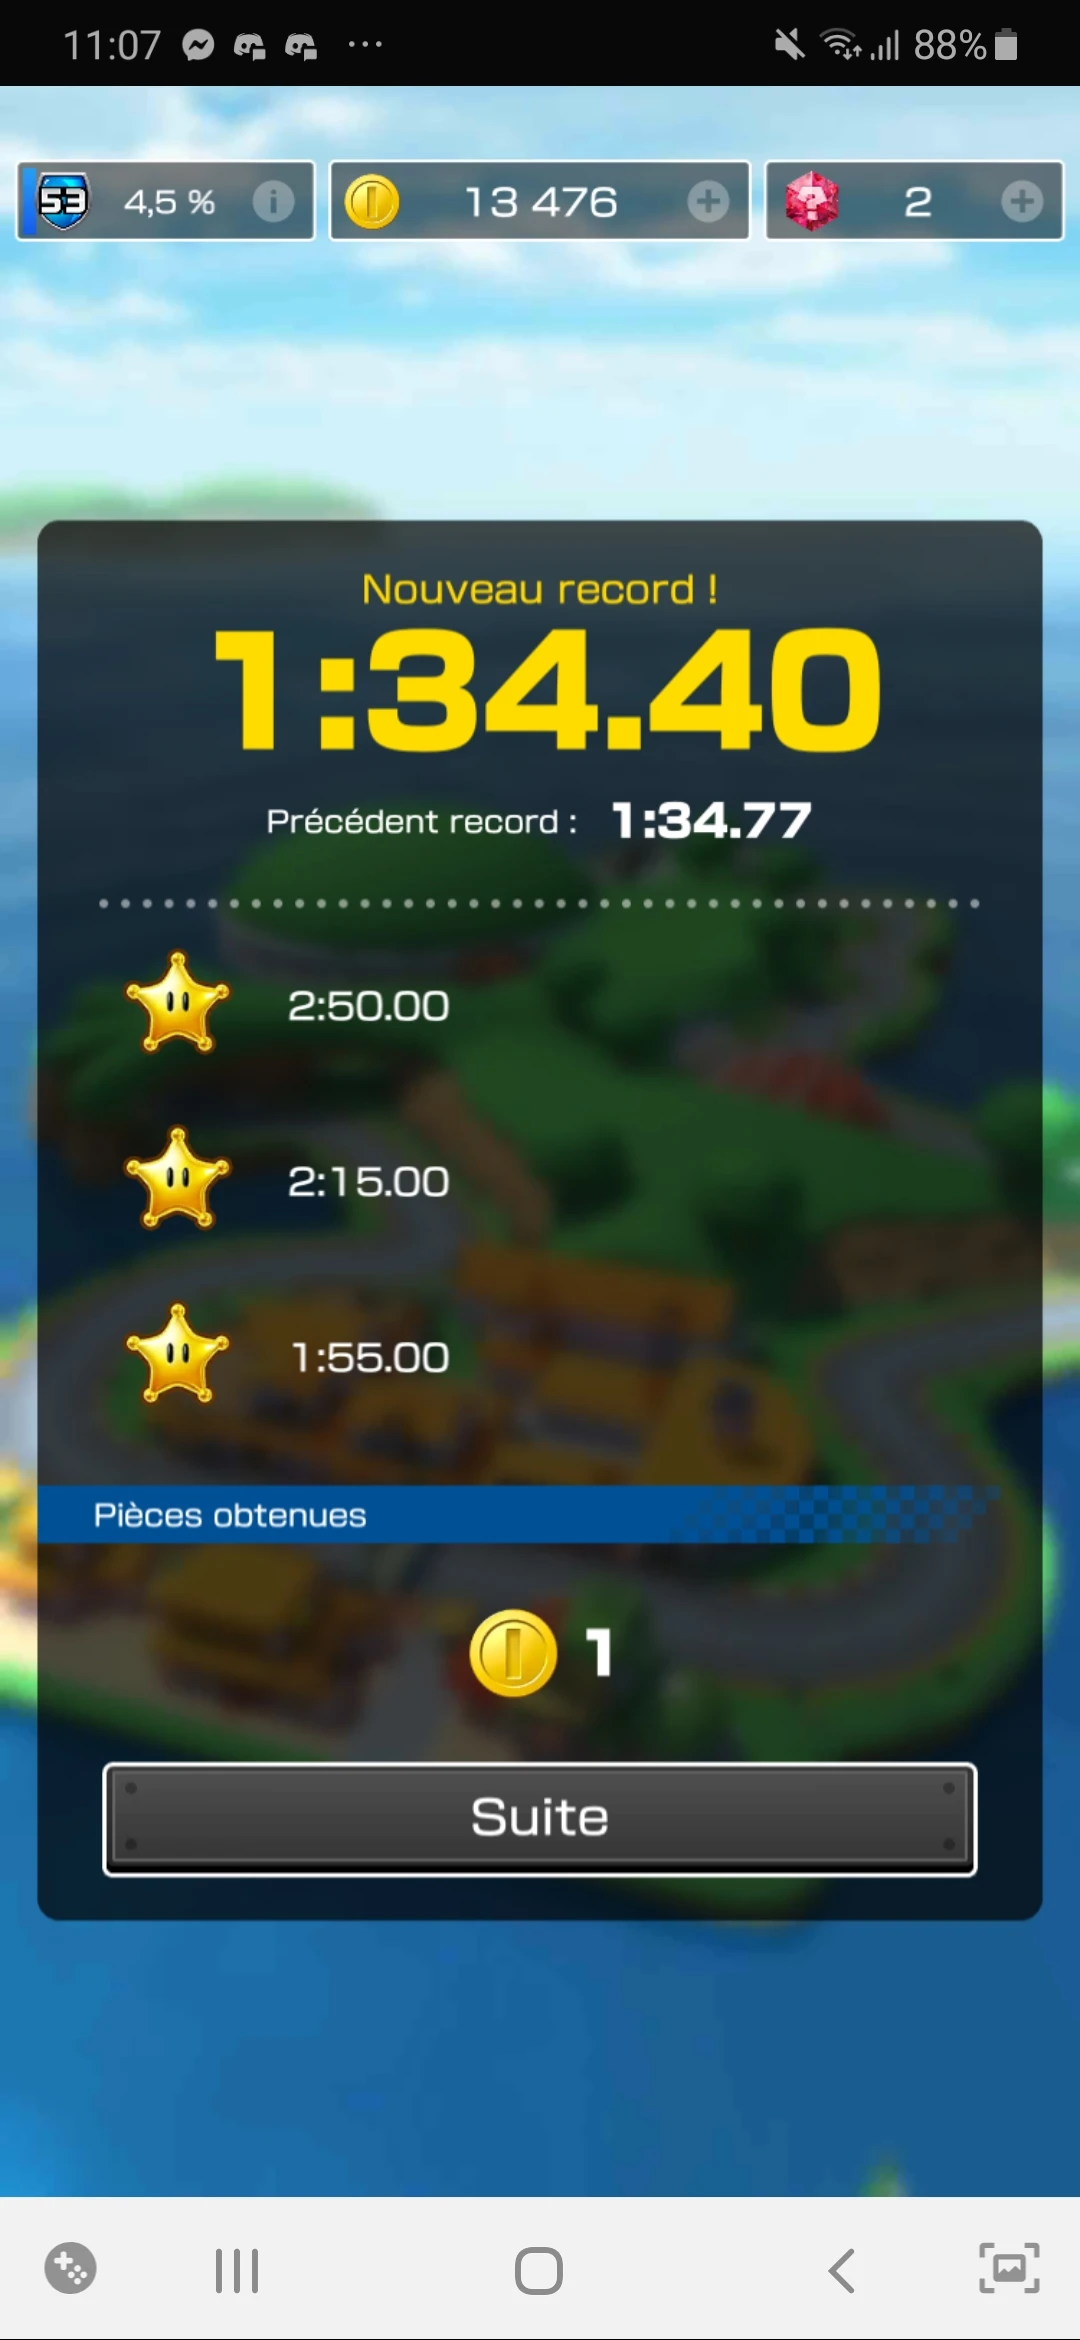 11:07 88%
53 4,5 % 13 476 2
Nouveau record !
1:34.40
Précédent record : 1:34.77
2:50.00
2:15.00
1:55.00
Pièces obtenues
1
Suite